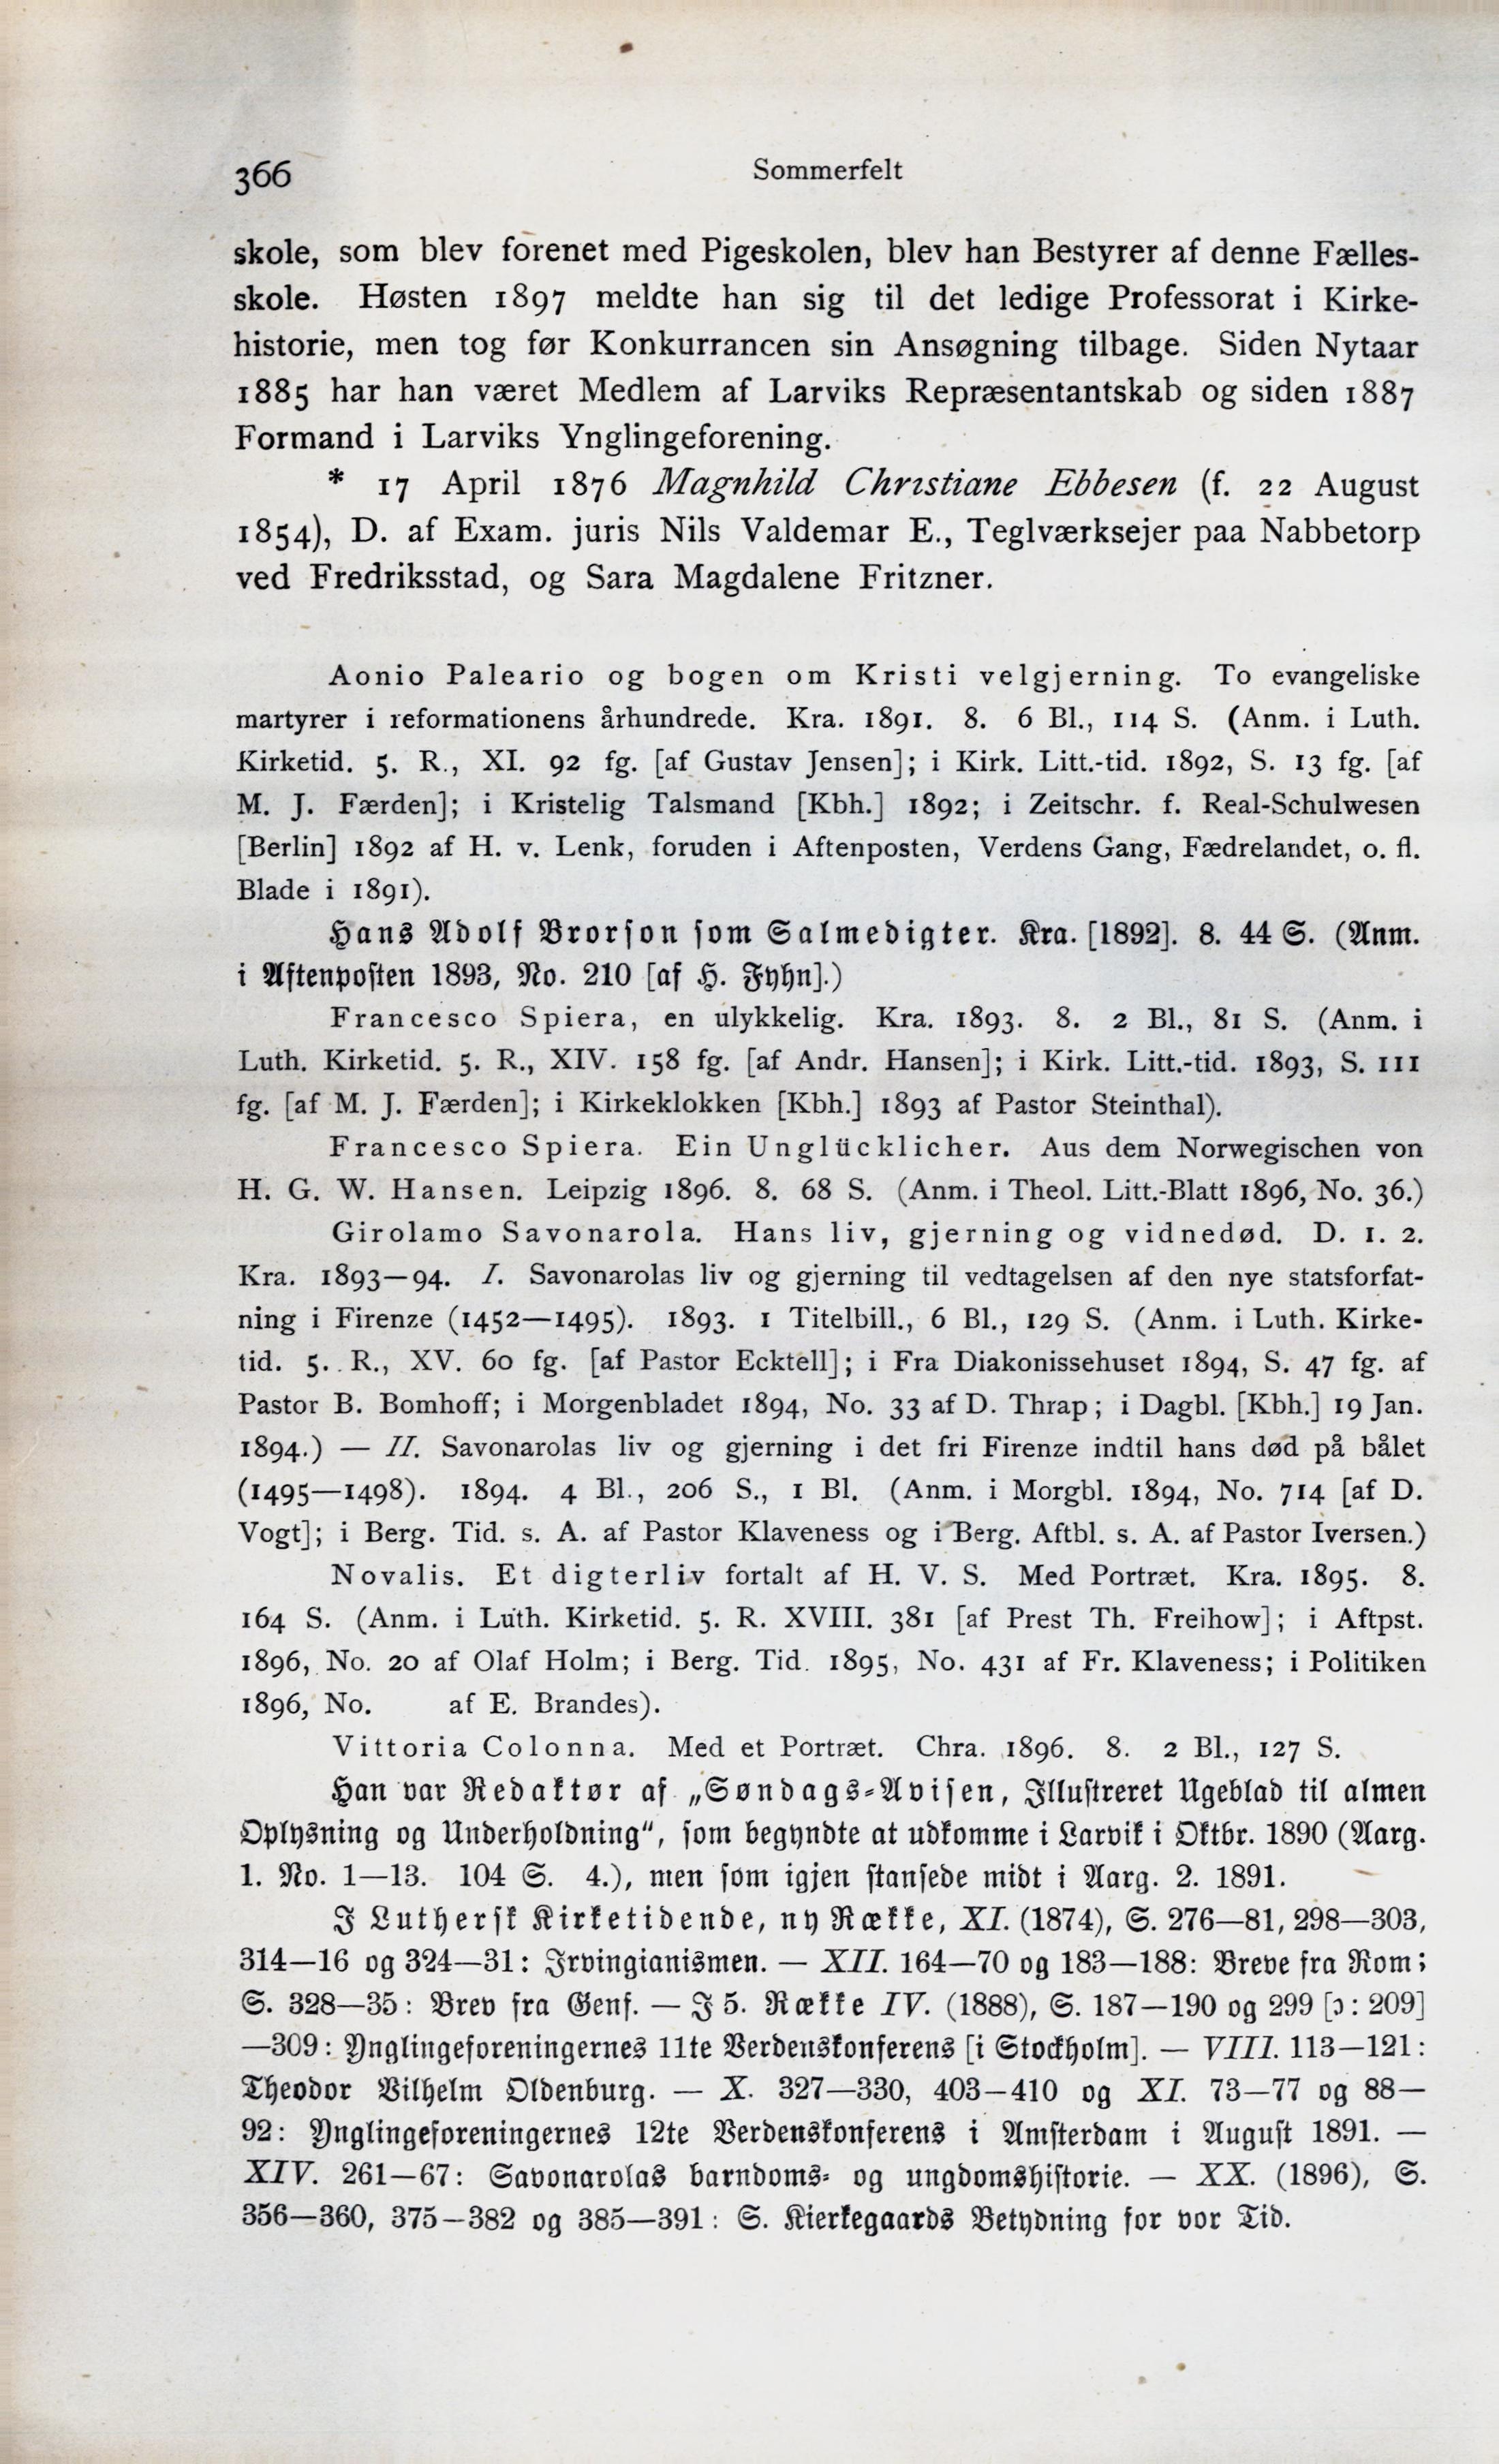 366
Sommerfelt
skole, som blev forenet med Pigeskolen, blev han Bestyrer af denne Fælles-
skole. Høsten 1897 meldte han sig til det ledige Professorat i Kirke-
historie, men tog før Konkurrancen sin Ansøgning tilbage. Siden Nytaar
1885 har han været Medlem af Larviks Repræsentantskab og siden 1887
Formand i Larviks Ynglingeforening.
* 17 April 1876 Magnhild Christiane Ebbesen (f. 22 August
1854), D. af Exam. juris Nils Valdemar E., Teglværksejer paa Nabbetorp
ved Fredriksstad, og Sara Magdalene Fritzner.
Aonio Paleario og bogen om Kristi velgjerning. To evangeliske
martyrer i reformationens århundrede. Kra. 1891. 8. 6 Bl., 114 S. (Anm. i Luth.
Kirketid. 5. R., XI. 92 fg. [af Gustav Jensen]; i Kirk. Litt.-tid. 1892, S. 13 fg. [af
M. J. Færden]; i Kristelig Talsmand [Kbh.] 1892; i Zeitschr. f. Real-Schulwesen
[Berlin] 1892 af H. v. Lenk, foruden i Aftenposten, Verdens Gang, Fædrelandet, o. fl.
Blade i 1891).
Hans Adolf Brorson som Salmedigter. Kra. [1892]. 8. 44 S. (Anm.
i Aftenposten 1893, No. 210 [af H. Fyhn].)
Francesco Spiera, en ulykkelig. Kra. 1893. 8. 2 Bl., 81 S. (Anm. i
Luth. Kirketid. 5. R., XIV. 158 fg. [af Andr. Hansen]; i Kirk. Litt.-tid. 1893, S. 111
fg. [af M. J. Færden]; i Kirkeklokken [Kbh.] 1893 af Pastor Steinthal).
Francesco Spiera. Ein Unglücklicher. Aus dem Norwegischen von
H. G. W. Hansen. Leipzig 1896. 8. 68 S. (Anm. i Theol. Litt.-Blatt 1896, No. 36.)
Girolamo Savonarola. Hans liv, gjerning og vidnedød. D. 1. 2.
Kra. 1893—94. I. Savonarolas liv og gjerning til vedtagelsen af den nye statsforfat-
ning i Firenze (1452—1495). 1893. 1 Titelbill., 6 Bl., 129 S. (Anm. i Luth. Kirke-
tid. 5. R., XV. 60 fg. [af Pastor Ecktell]; i Fra Diakonissehuset 1894, S. 47 fg. af
Pastor B. Bomhoff; i Morgenbladet 1894, No. 33 af D. Thrap; i Dagbl. [Kbh.] 19 Jan.
1894.) — II. Savonarolas liv og gjerning i det fri Firenze indtil hans død på bålet
(1495—1498). 1894. 4 Bl., 206 S., 1 Bl. (Anm. i Morgbl. 1894, No. 714 [af D.
Vogt]; i Berg. Tid. s. A. af Pastor Klaveness og i Berg. Aftbl. s. A. af Pastor Iversen.)
Novalis. Et digterliv fortalt af H. V. S. Med Portræt. Kra. 1895. 8.
164 S. (Anm. i Luth. Kirketid. 5. R. XVIII. 381 [af Prest Th. Freihow]; i Aftpst.
1896, No. 20 af Olaf Holm; i Berg. Tid. 1895, No. 431 af Fr. Klaveness; i Politiken
1896, No. af E. Brandes).
Vittoria Colonna. Med et Portræt. Chra. 1896. 8. 2 Bl., 127 S.
Han var Redaktør af „Søndags-Avisen, Illustreret Ugeblad til almen
Oplysning og Underholdning“, som begyndte at udkomme i Larvik i Oktbr. 1890 (Aarg.
1. No. 1—13. 104 S. 4.), men som igjen stansede midt i Aarg. 2. 1891.
I Luthersk Kirketidende, ny Række, XI. (1874), S. 276—81, 298—303,
314—16 og 324—31: Irvingianismen. — XII. 164—70 og 183—188: Breve fra Rom;
S. 328—35: Brev fra Genf. — I 5. Række IV. (1888), S. 187—190 og 299 [ɔ: 209]
—309: Ynglingeforeningernes 11te Verdenskonferens [i Stockholm]. — VIII. 113—121:
Theodor Vilhelm Oldenburg. — X. 327—330, 403—410 og XI. 73—77 og 88—
92: Ynglingeforeningernes 12te Verdenskonferens i Amsterdam i August 1891. —
XIV. 261—67: Savonarolas barndoms- og ungdomshistorie. — XX. (1896), S.
356—360, 375—382 og 385—391: S. Kierkegaards Betydning for vor Tid.